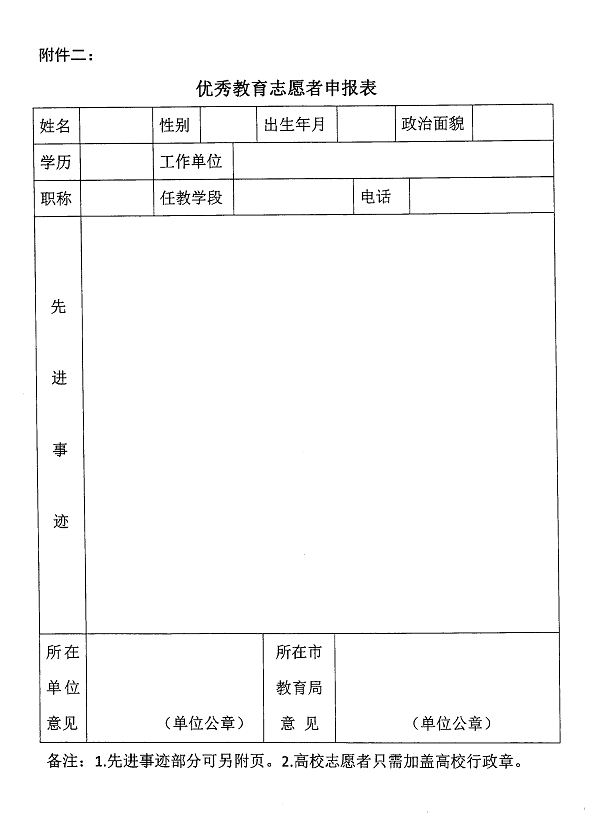 附件二：
优秀教育志愿者申报表
姓名 性别 出生年月 政治面貌
学历 工作单位
职称 任教学段 电话
先
进
事
迹
所在 所在市
单位 教育局
意见 （单位公章） 意 见 （单位公章）
备注：1.先进事迹部分可另附页。2.高校志愿者只需加盖高校行政章。